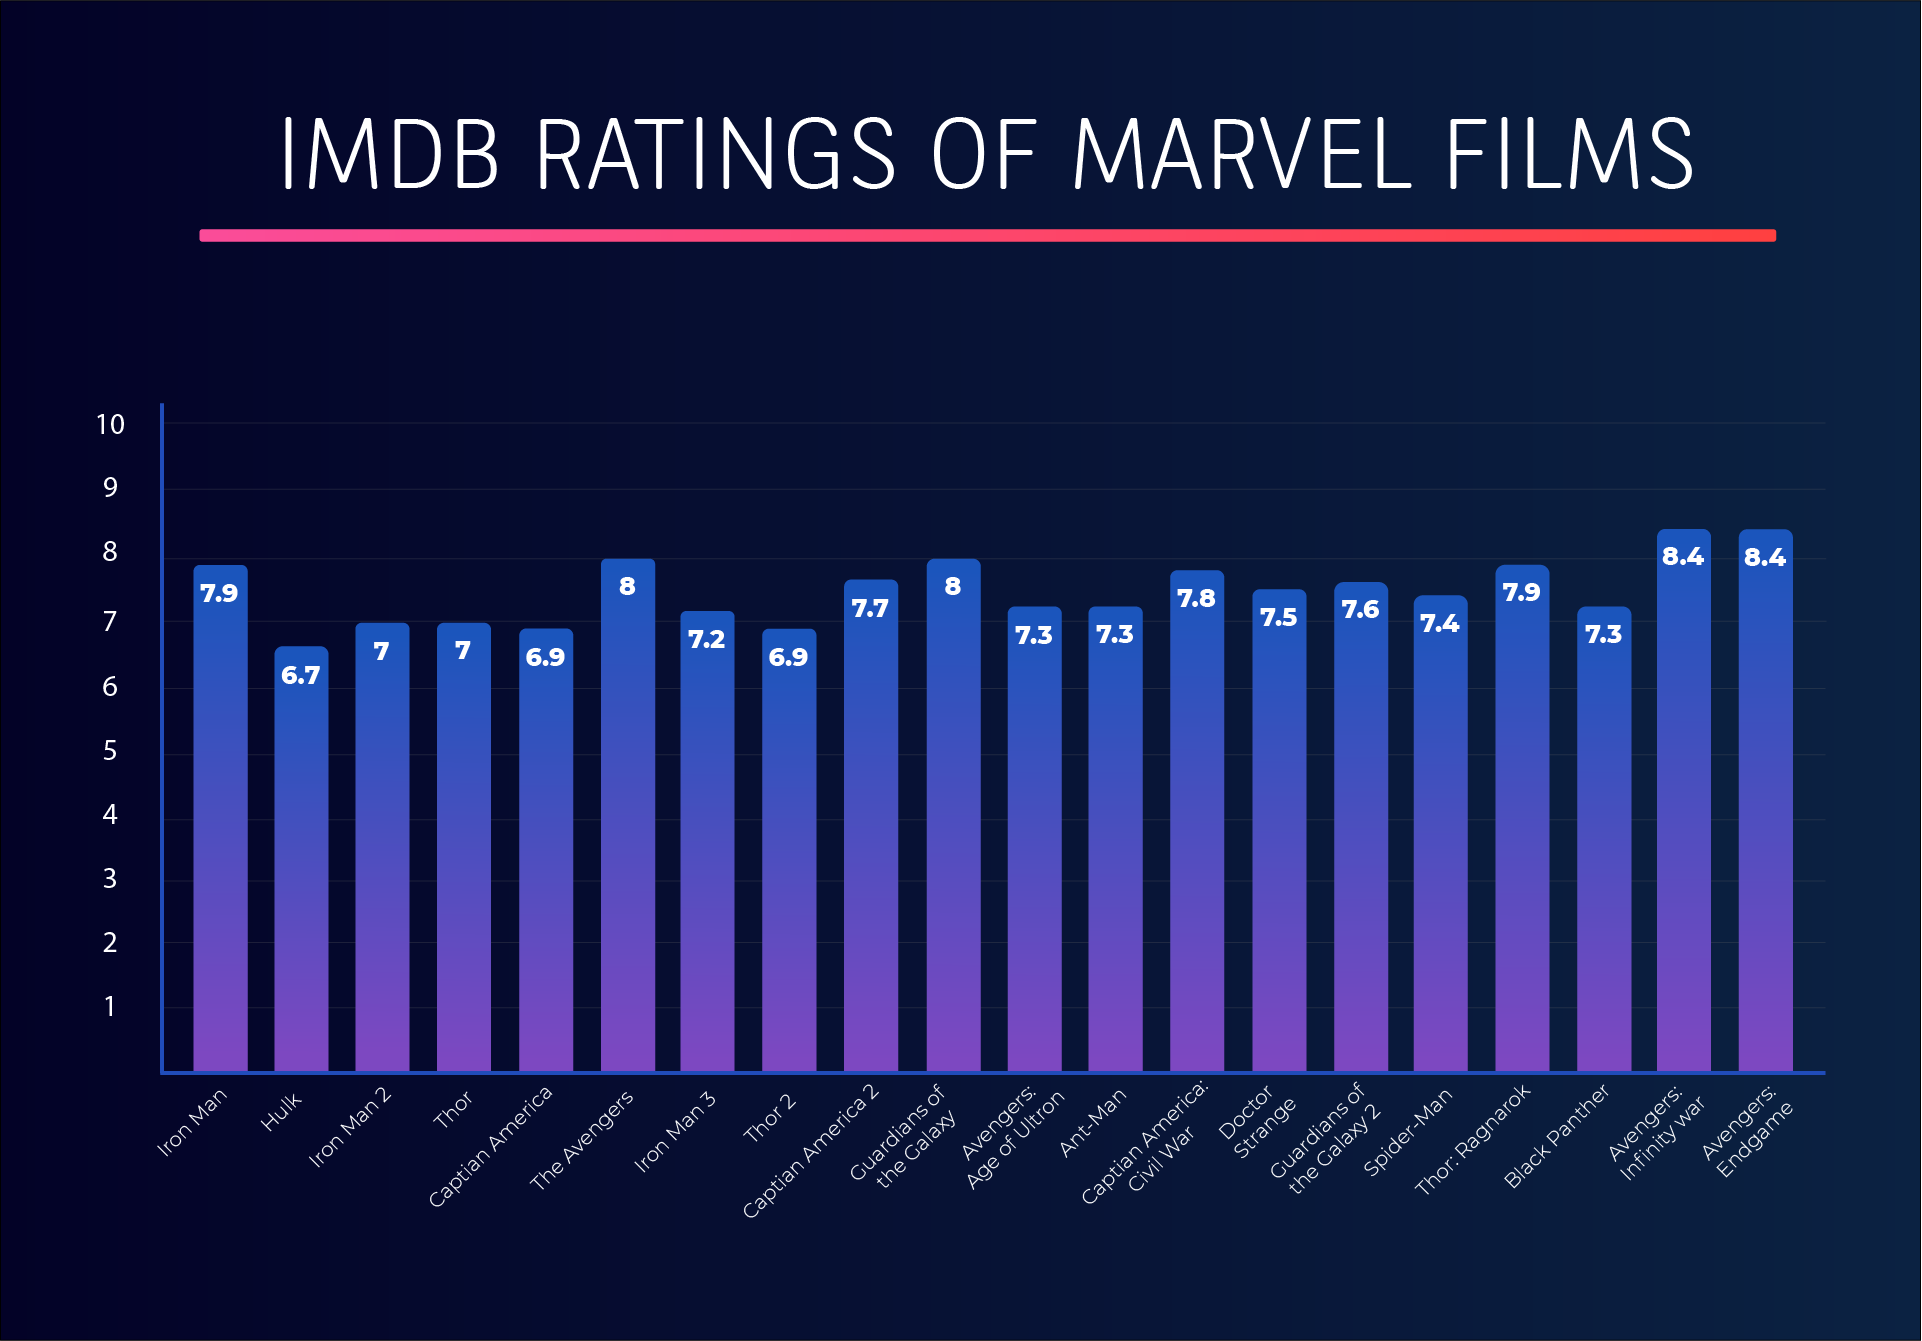 IMDB RATINGS OF MARVEL FILMS
10
9
8
7
6
5
4
3
2
1
7.9
6.7
7
7
6.9
8
7.2
6.9
7.7
8
7.3
7.3
7.8
7.5
7.6
7.4
7.9
7.3
8.4
8.4
Iron Man
Hulk
Iron Man 2
Thor
Captian America
The Avengers
Iron Man 3
Thor 2
Captian America 2
Guardians of
the Galaxy
Avengers:
Age of Ultron
Ant-Man
Captian America:
Civil War
Doctor
Strange
Guardians of
the Galaxy 2
Spider-Man
Thor: Ragnarok
Black Panther
Avengers:
Infinity war
Avengers:
Endgame